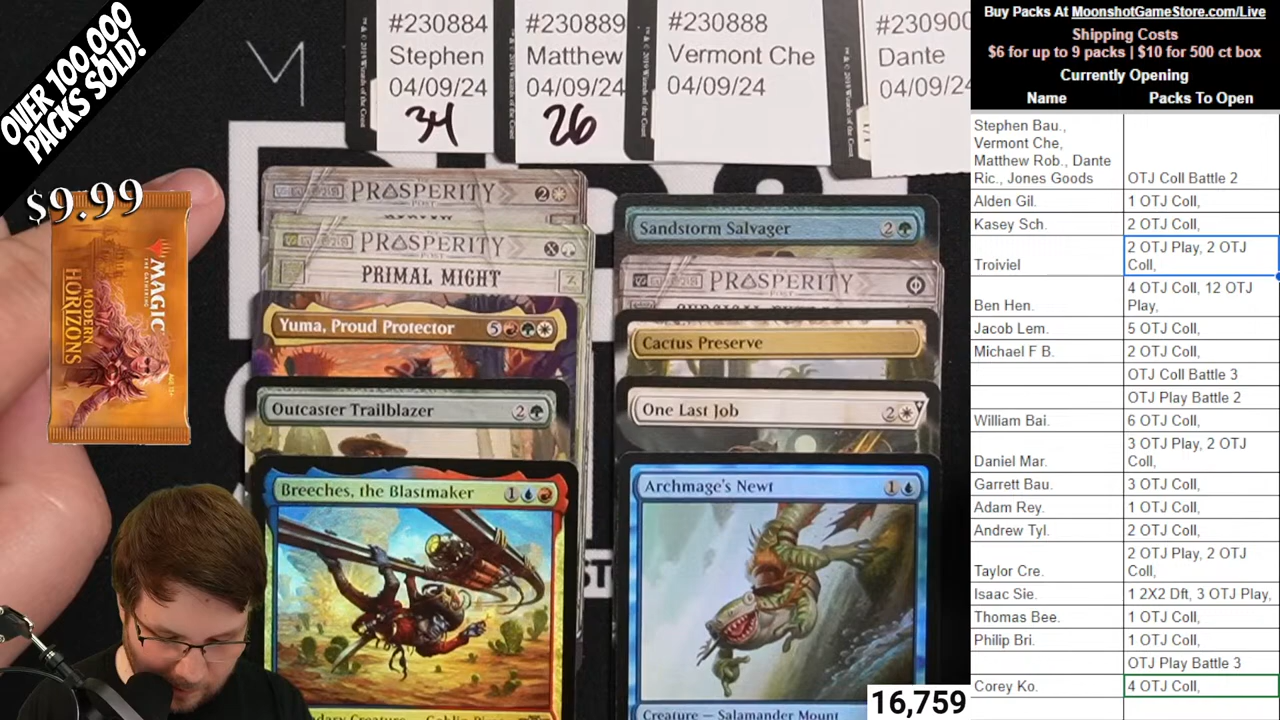 OVER 100,000
PACKS SOLD!
$9.99
MAGIC
MODERN
HORIZONS
#230884
Stephen
04/09/24
34
#230889
Matthew
04/09/24
26
#230888
Vermont Che
04/09/24
#230900
Dante
04/09/24
PROSPERITY
2
PROSPERITY
X
PRIMAL MIGHT
Yuma, Proud Protector 5
Outcaster Trailblazer 2
Breeches, the Blastmaker 1
Sandstorm Salvager 2
PROSPERITY
Cactus Preserve
One Last Job 2
Archmage's Newt 1
Creature — Salamander Mount
16,759
Buy Packs At MoonshotGameStore.com/Live
Shipping Costs
$6 for up to 9 packs | $10 for 500 ct box
Currently Opening
Name Packs To Open
Stephen Bau.,
Vermont Che,
Matthew Rob., Dante
Ric., Jones Goods OTJ Coll Battle 2
Alden Gil. 1 OTJ Coll,
Kasey Sch. 2 OTJ Coll,
Troiviel 2 OTJ Play, 2 OTJ
Coll,
Ben Hen. 4 OTJ Coll, 12 OTJ
Play,
Jacob Lem. 5 OTJ Coll,
Michael F B. 2 OTJ Coll,
OTJ Coll Battle 3
OTJ Play Battle 2
William Bai. 6 OTJ Coll,
Daniel Mar. 3 OTJ Play, 2 OTJ
Coll,
Garrett Bau. 3 OTJ Coll,
Adam Rey. 1 OTJ Coll,
Andrew Tyl. 2 OTJ Coll,
Taylor Cre. 2 OTJ Play, 2 OTJ
Coll,
Isaac Sie. 1 2X2 Dft, 3 OTJ Play,
Thomas Bee. 1 OTJ Coll,
Philip Bri. 1 OTJ Coll,
OTJ Play Battle 3
Corey Ko. 4 OTJ Coll,